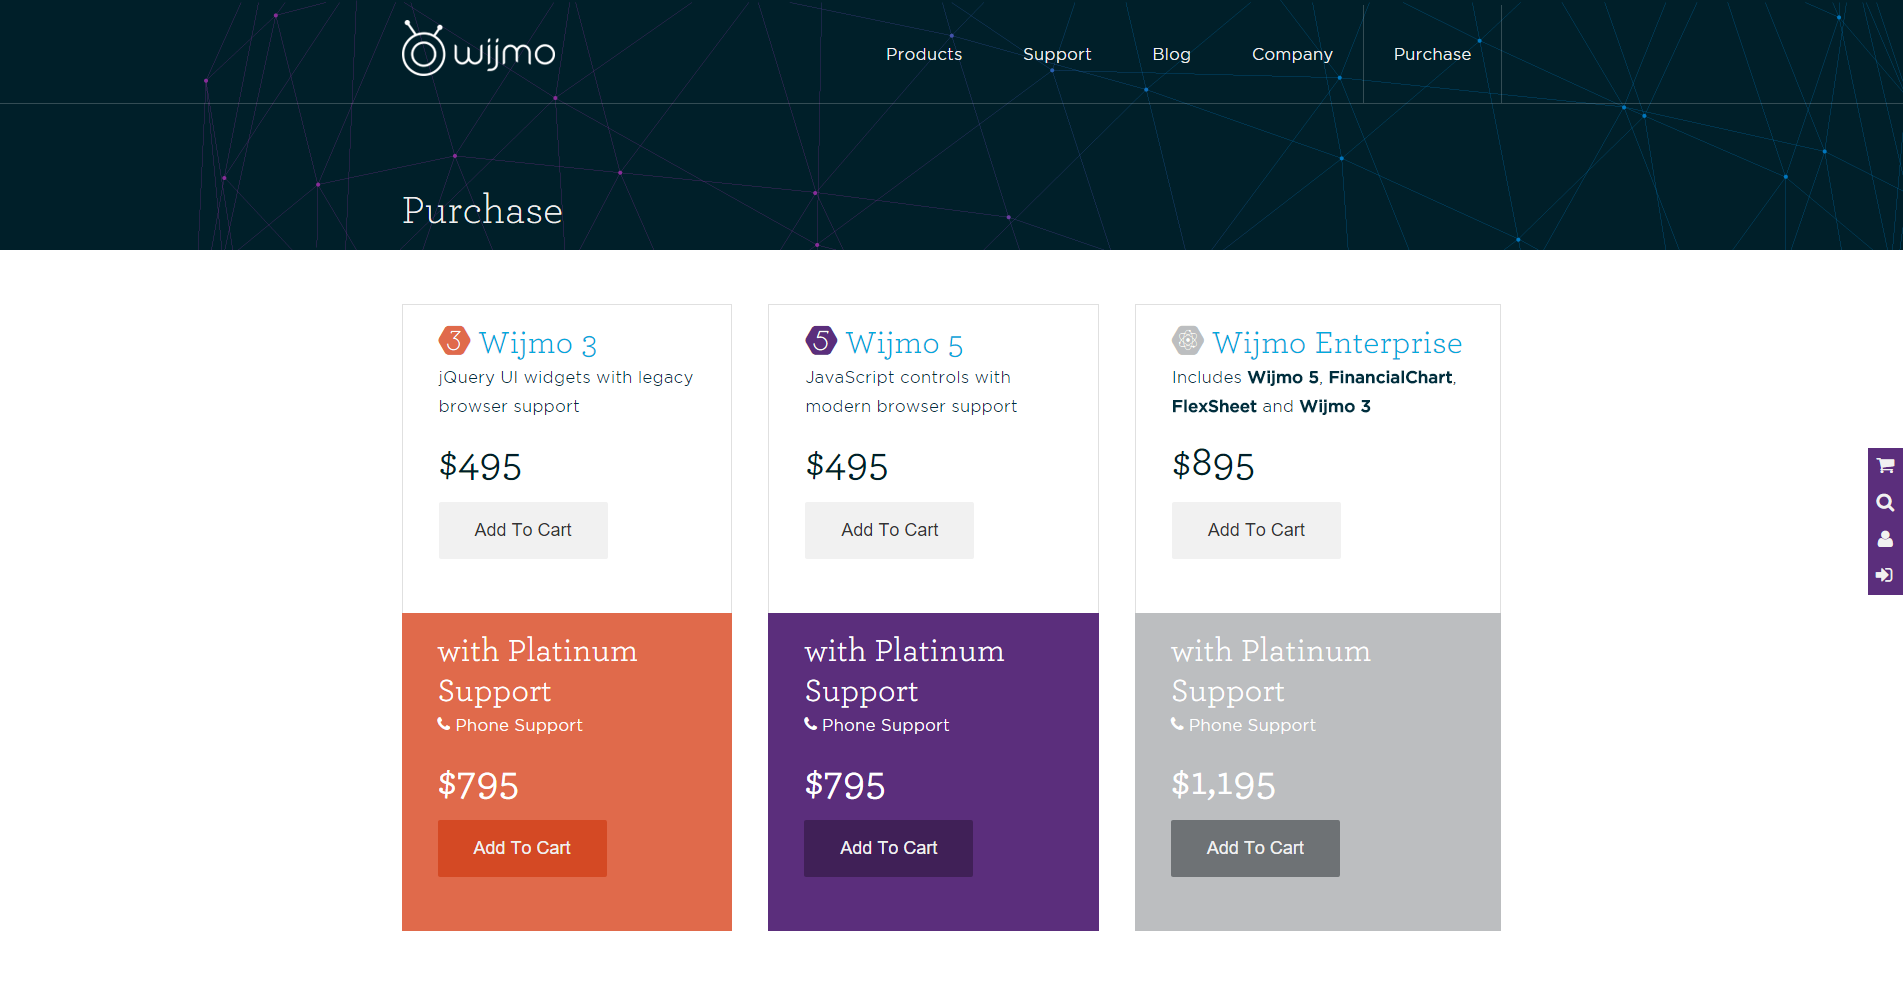 wijmo
Products Support Blog Company Purchase
Purchase
3 Wijmo 3
jQuery UI widgets with legacy
browser support
$495
Add To Cart
with Platinum
Support
Phone Support
$795
Add To Cart
5 Wijmo 5
JavaScript controls with
modern browser support
$495
Add To Cart
with Platinum
Support
Phone Support
$795
Add To Cart
Wijmo Enterprise
Includes Wijmo 5, FinancialChart,
FlexSheet and Wijmo 3
$895
Add To Cart
with Platinum
Support
Phone Support
$1,195
Add To Cart